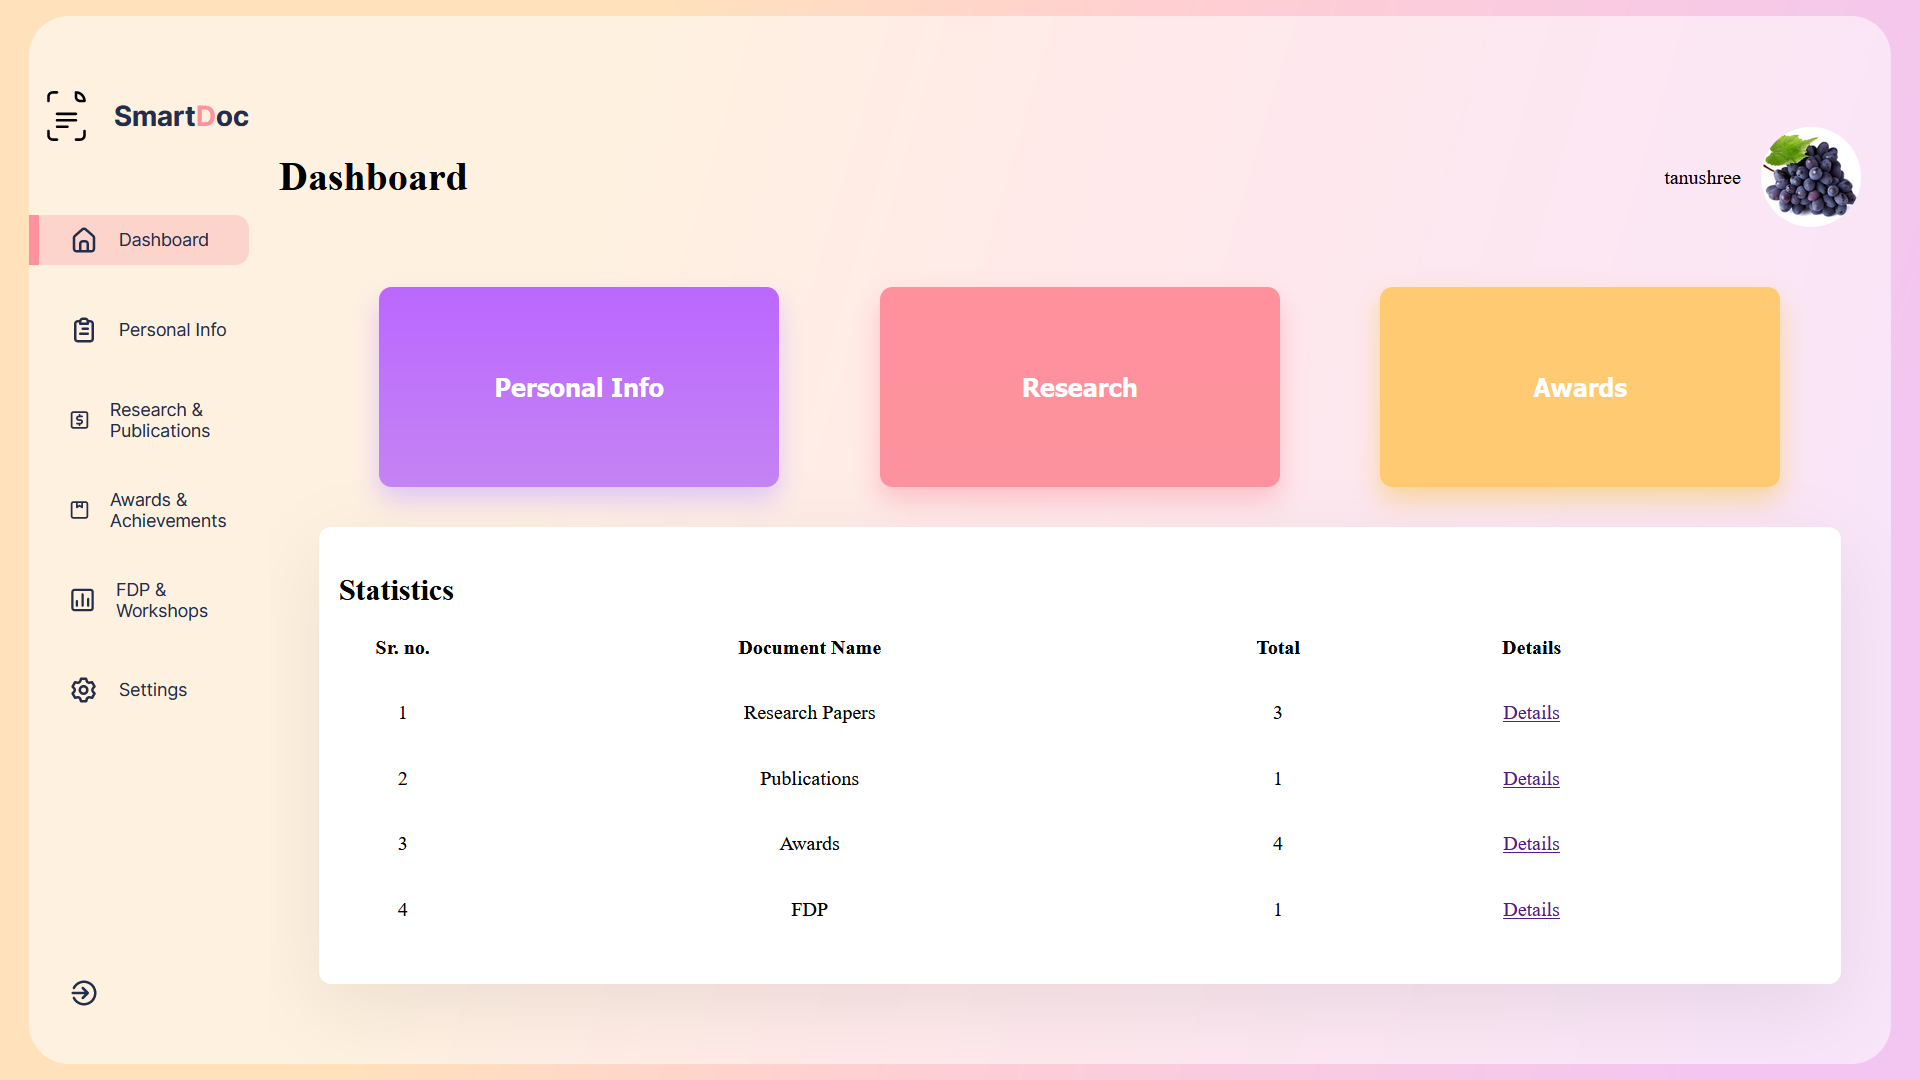 SmartDoc
Dashboard
tanushree
Dashboard
Personal Info
Research &
Publications
Awards &
Achievements
FDP &
Workshops
Settings
Personal Info
Research
Awards
Statistics
Sr. no. Document Name Total Details
1 Research Papers 3 Details
2 Publications 1 Details
3 Awards 4 Details
4 FDP 1 Details